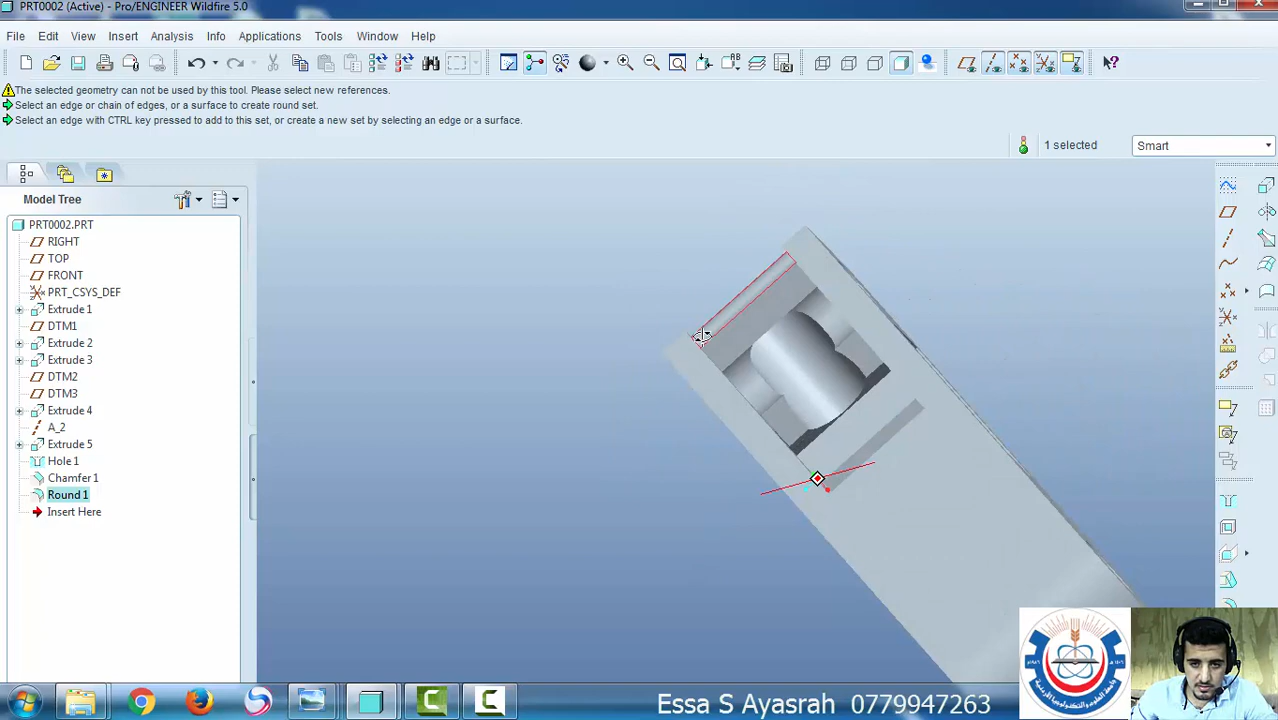 PRT0002 (Active) - Pro/ENGINEER Wildfire 5.0
File Edit View Insert Analysis Info Applications Tools Window Help
The selected geometry can not be used by this tool. Please select new references.
Select an edge or chain of edges, or a surface to create round set.
Select an edge with CTRL key pressed to add to this set, or create a new set by selecting an edge or a surface.
1 selected
Smart
Model Tree
PRT0002.PRT
RIGHT
TOP
FRONT
PRT_CSYS_DEF
Extrude 1
DTM1
Extrude 2
Extrude 3
DTM2
DTM3
Extrude 4
A_2
Extrude 5
Hole 1
Chamfer 1
Round 1
Insert Here
Essa S Ayasrah 0779947263